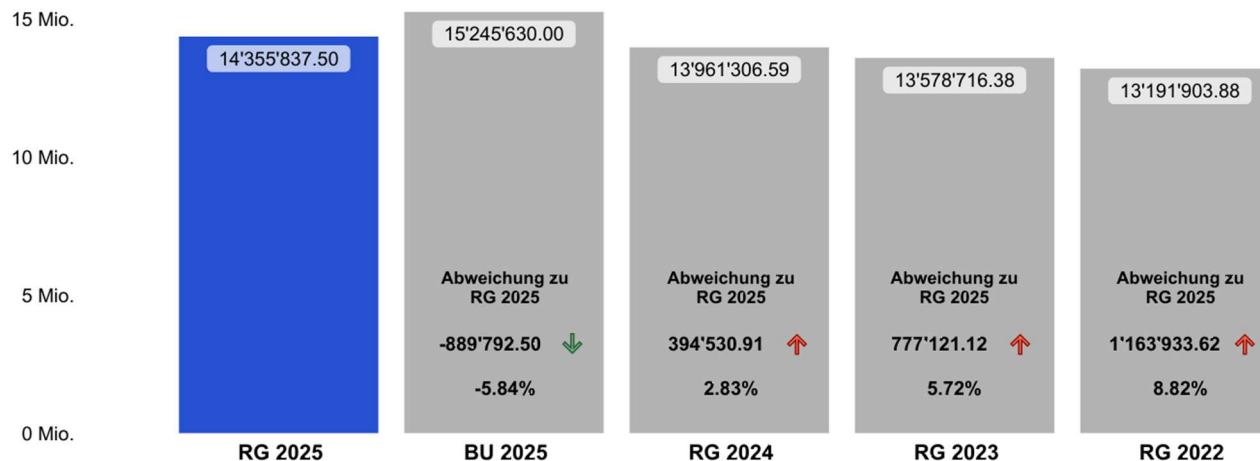 15 Mio.
10 Mio.
5 Mio.
0 Mio.
14'355'837.50
RG 2025
15'245'630.00
Abweichung zu
RG 2025
-889'792.50
-5.84%
BU 2025
13'961'306.59
Abweichung zu
RG 2025
394'530.91
2.83%
RG 2024
13'578'716.38
Abweichung zu
RG 2025
777'121.12
5.72%
RG 2023
13'191'903.88
Abweichung zu
RG 2025
1'163'933.62
8.82%
RG 2022